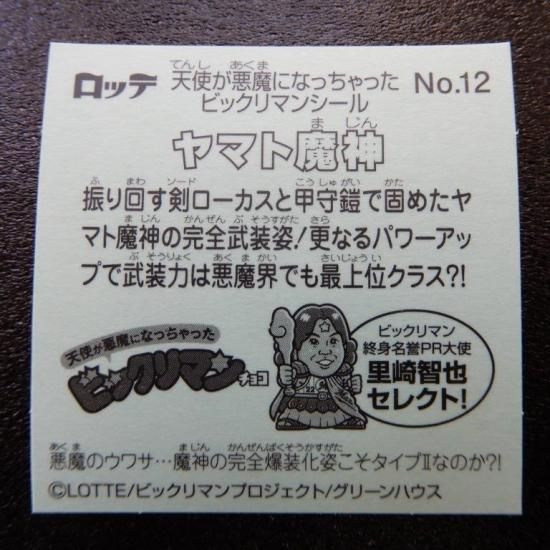 ロッテ 天使が悪魔になっちゃった No.12
ビックリマンシール
ヤマト魔神
振り回す剣ローカスと甲守鎧で固めたヤ
マト魔神の完全武装姿!更なるパワーアッ
プで武装力は悪魔界でも最上位クラス?!
天使が悪魔になっちゃった
ビックリマンチョコ
ビックリマン
終身名誉PR大使
里崎智也
セレクト!
悪魔のウワサ…魔神の完全爆装化姿こそタイプⅡなのか?!
©LOTTE/ビックリマンプロジェクト/グリーンハウス